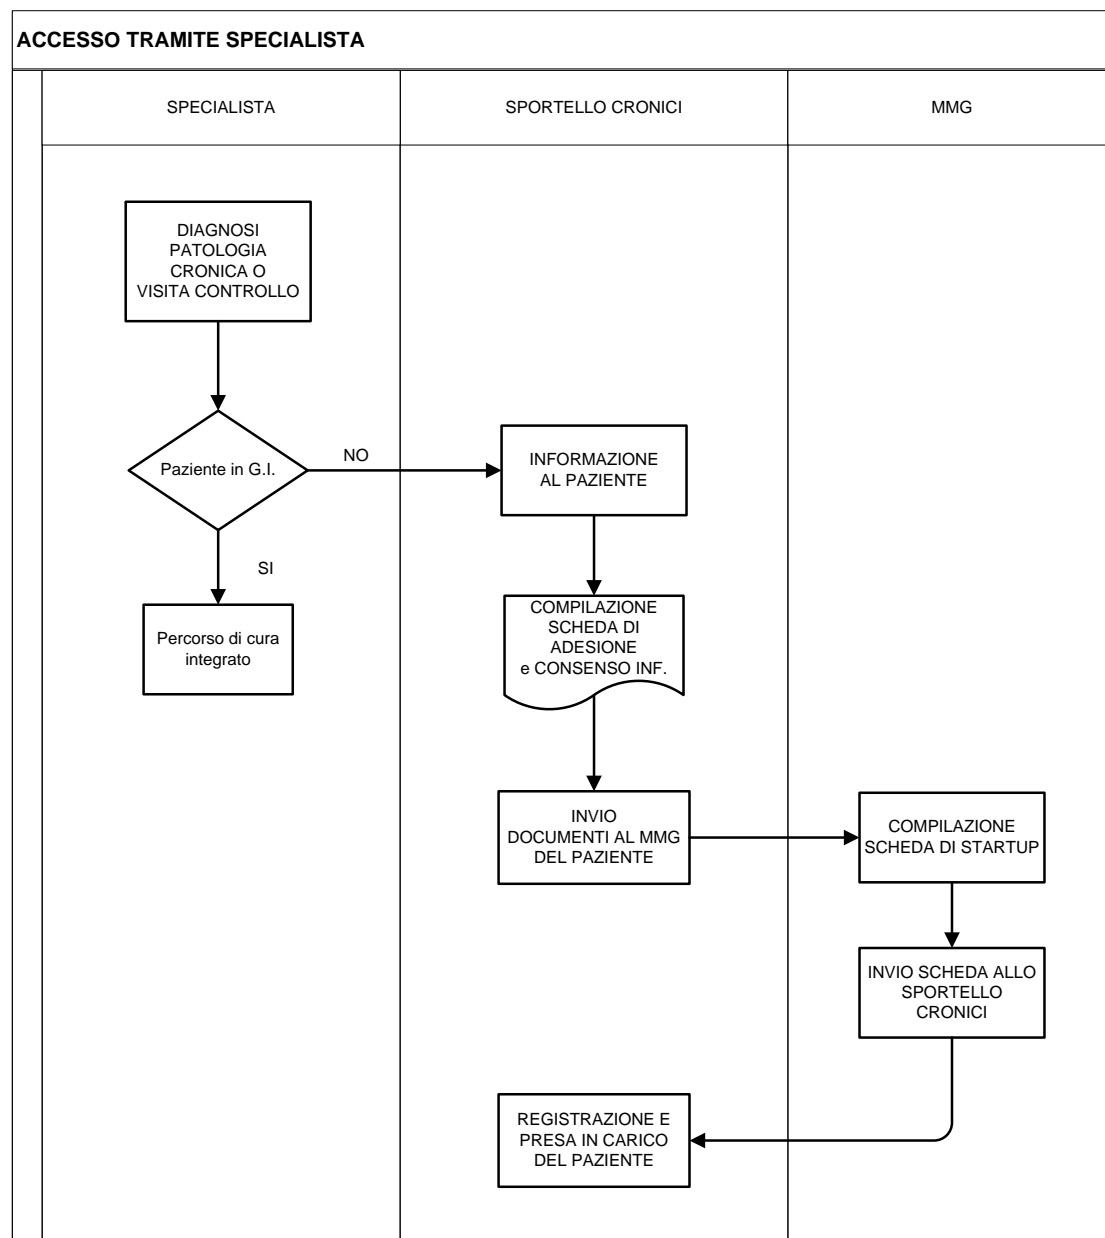 ACCESSO TRAMITE SPECIALISTA
SPECIALISTA
SPORTELLO CRONICI
MMG
DIAGNOSI
PATOLOGIA
CRONICA O
VISITA CONTROLLO
Paziente in G.I.
NO
SI
Percorso di cura
integrato
INFORMAZIONE
AL PAZIENTE
COMPILAZIONE
SCHEDA DI
ADESIONE
e CONSENSO INF.
INVIO
DOCUMENTI AL MMG
DEL PAZIENTE
COMPILAZIONE
SCHEDA DI STARTUP
INVIO SCHEDA ALLO
SPORTELLO
CRONICI
REGISTRAZIONE E
PRESA IN CARICO
DEL PAZIENTE